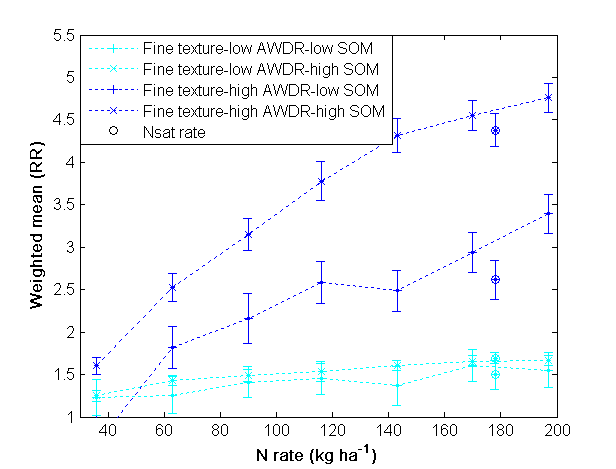 5.5
5
4.5
4
3.5
3
2.5
2
1.5
1
Weighted mean (RR)
Fine texture-low AWDR-low SOM
Fine texture-low AWDR-high SOM
Fine texture-high AWDR-low SOM
Fine texture-high AWDR-high SOM
Nsat rate
40 60 80 100 120 140 160 180 200
N rate (kg ha⁻¹)